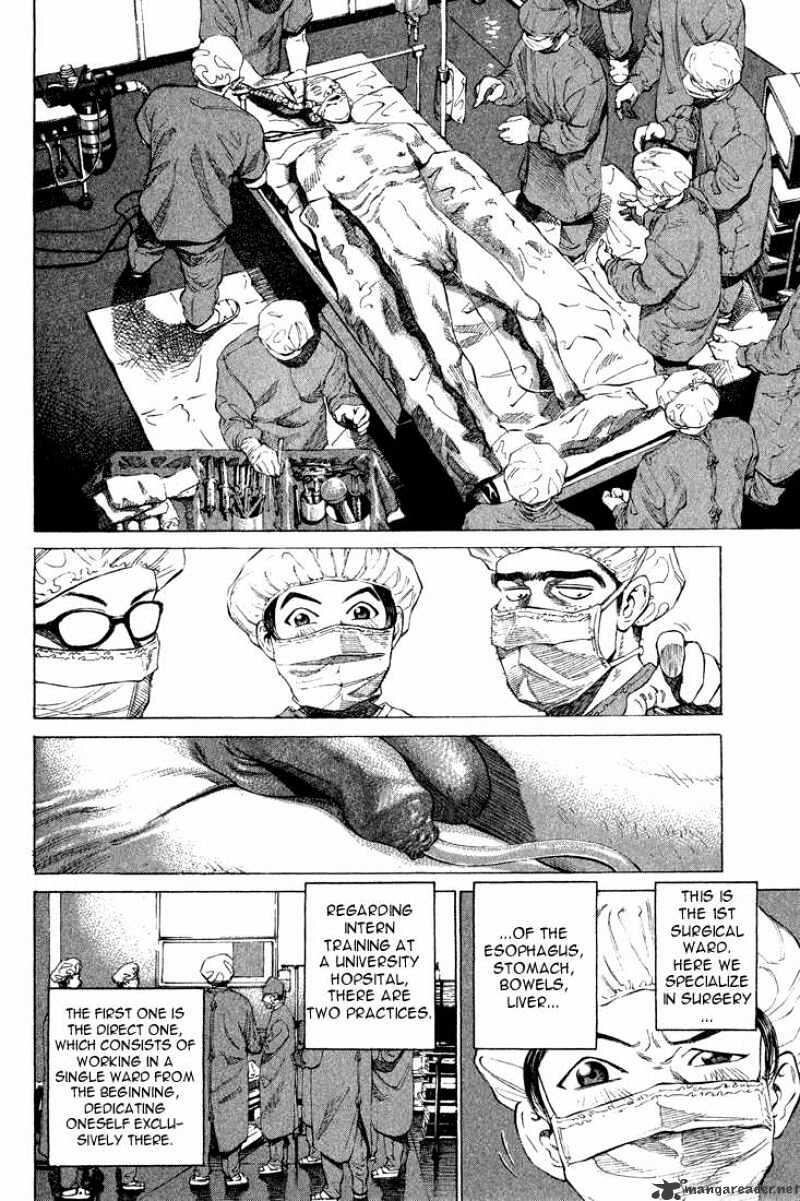 THIS IS
THE 1ST
SURGICAL
WARD.
HERE WE
SPECIALIZE
IN SURGERY
...
...OF THE
ESOPHAGUS,
STOMACH,
BOWELS,
LIVER...
REGARDING
INTERN
TRAINING AT
A UNIVERSITY
HOPSITAL,
THERE ARE
TWO PRACTICES.
THE FIRST ONE IS
THE DIRECT ONE,
WHICH CONSISTS OF
WORKING IN A
SINGLE WARD FROM
THE BEGINNING,
DEDICATING
ONESELF EXCLU-
SIVELY THERE.
mangareader.net